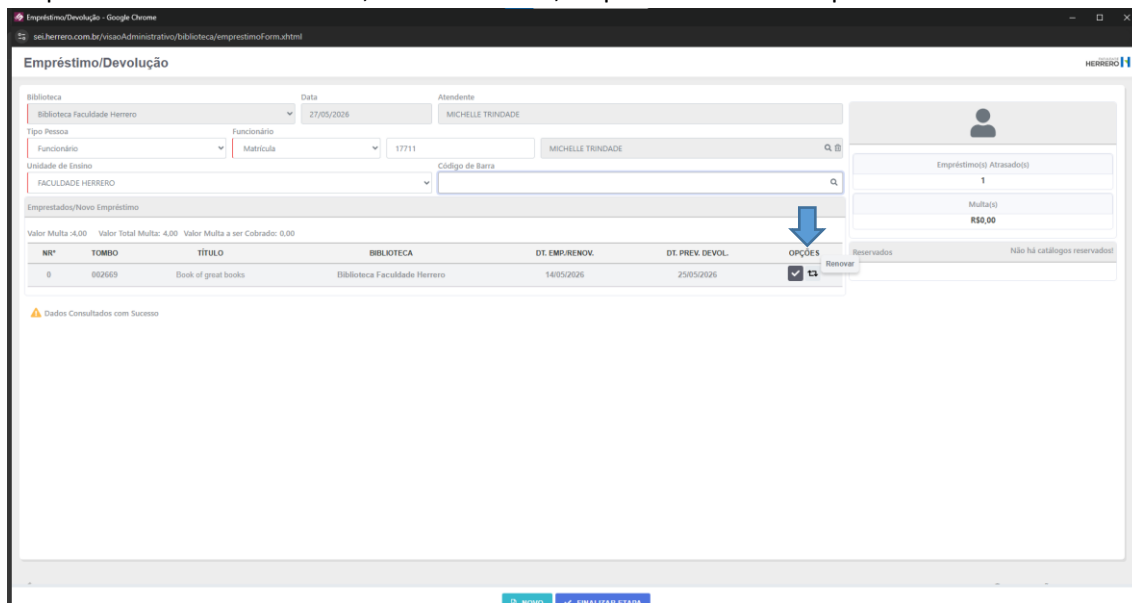 Empréstimo/Devolução - Google Chrome
sei.herrero.com.br/visaoAdministrativo/biblioteca/emprestimoForm.xhtml
Empréstimo/Devolução
HERRERO
Biblioteca
Data
Atendente
Biblioteca Faculdade Herrero
27/05/2026
MICHELLE TRINDADE
Tipo Pessoa
Funcionário
Funcionário
Matrícula
17711
MICHELLE TRINDADE
Unidade de Ensino
Código de Barra
FACULDADE HERRERO
Empréstimo(s) Atrasado(s)
1
Multa(s)
R$0,00
Emprestados/Novo Empréstimo
Valor Multa :4,00 Valor Total Multa: 4,00 Valor Multa a ser Cobrado: 0,00
NRº TOMBO TÍTULO BIBLIOTECA DT. EMP./RENOV. DT. PREV. DEVOL. OPÇÕES
0 002669 Book of great books Biblioteca Faculdade Herrero 14/05/2026 25/05/2026
Renovar
Reservados
Não há catálogos reservados!
Dados Consultados com Sucesso
NOVO
FINALIZAR ETAPA